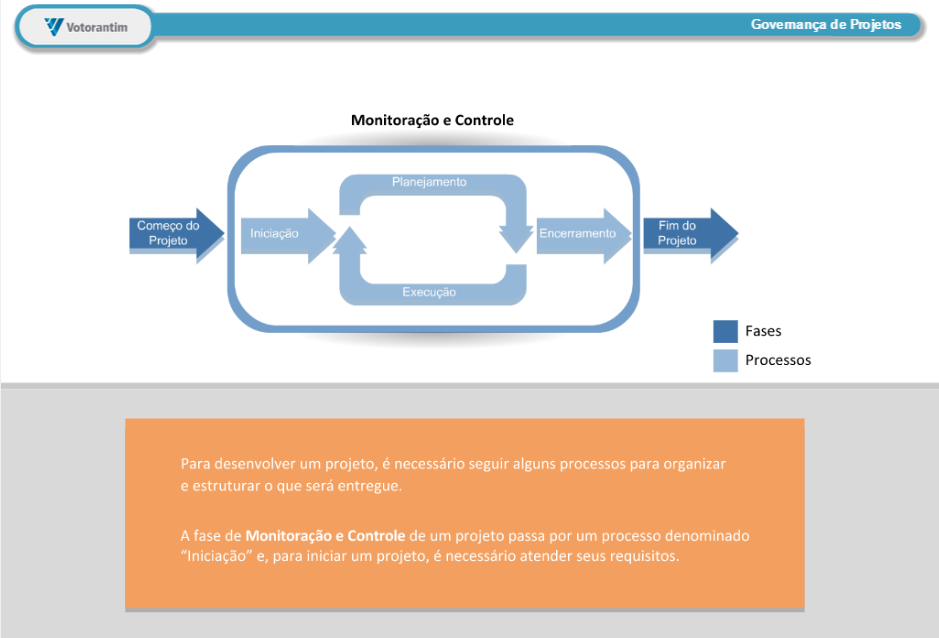 Votorantim
Governança de Projetos
Monitoração e Controle
Planejamento
Começo do
Projeto
Iniciação
Encerramento
Fim do
Projeto
Execução
Fases
Processos
Para desenvolver um projeto, é necessário seguir alguns processos para organizar
e estruturar o que será entregue.
A fase de Monitoração e Controle de um projeto passa por um processo denominado
“Iniciação” e, para iniciar um projeto, é necessário atender seus requisitos.